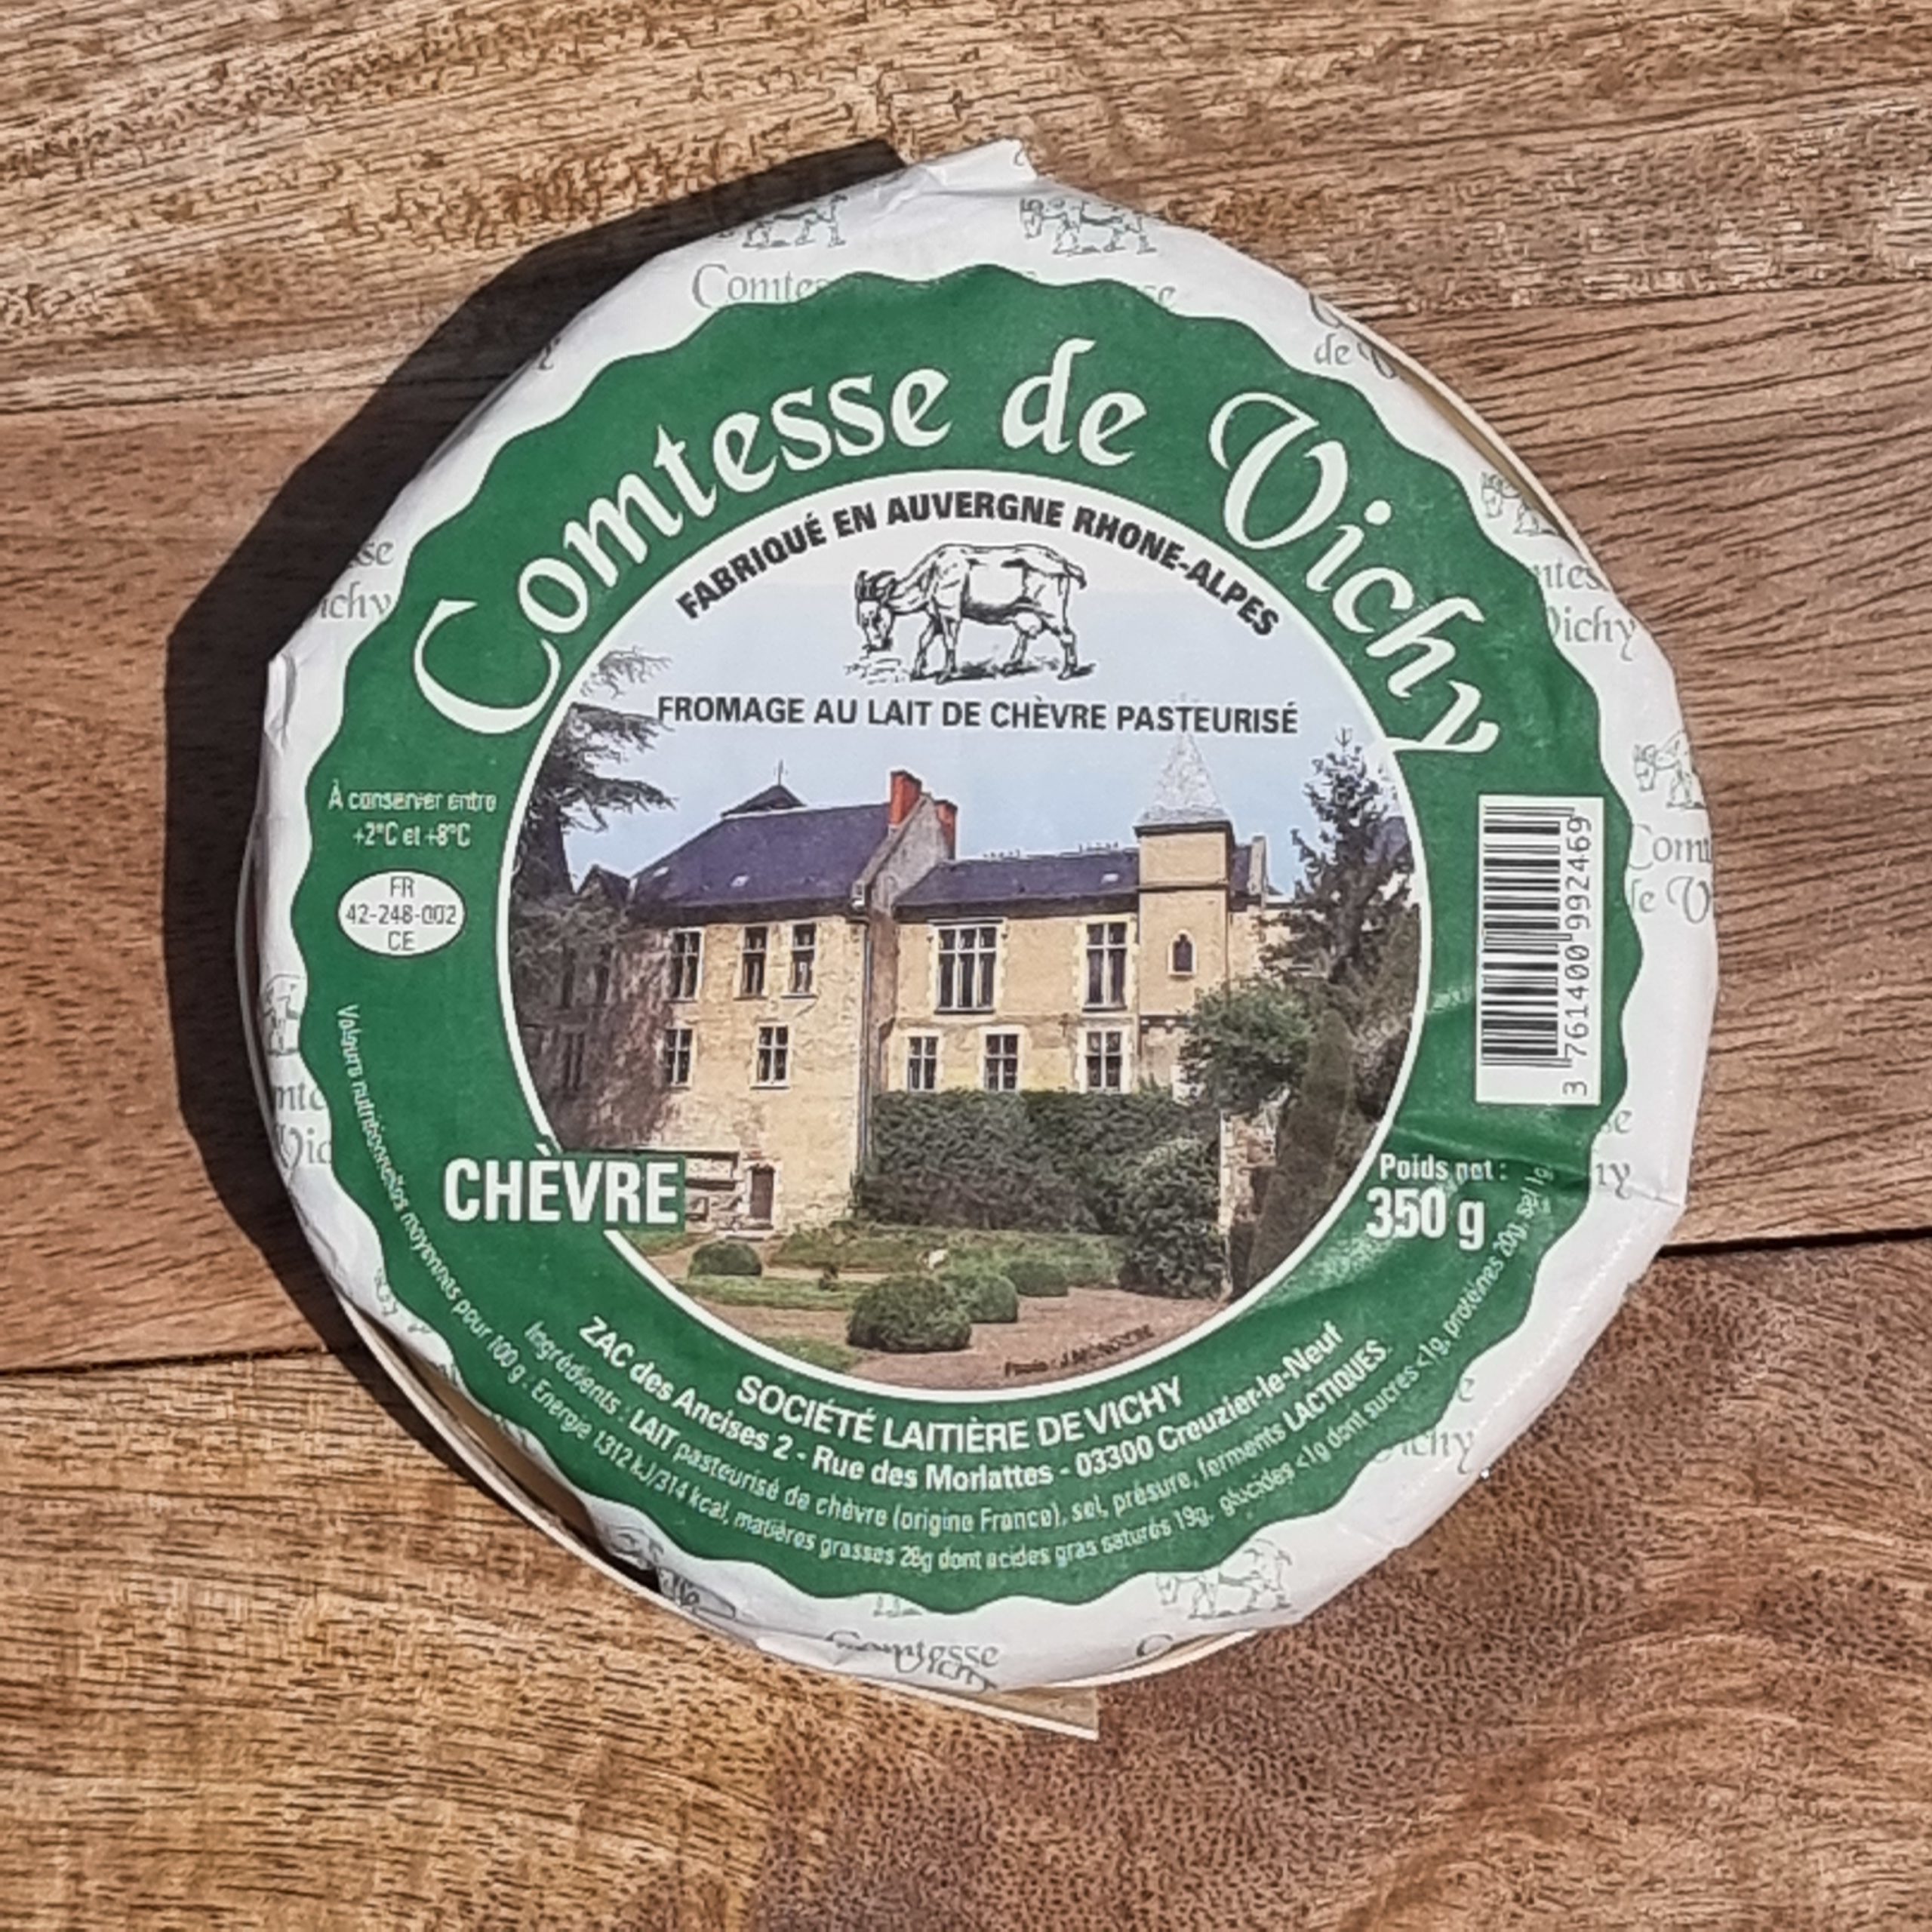 Comtesse de Vichy
FABRIQUÉ EN AUVERGNE RHONE-ALPES
FROMAGE AU LAIT DE CHÈVRE PASTEURISÉ
À conserver entre
+2°C et +8°C
FR
42-248-002
CE
3 761400 992469
CHÈVRE
Poids net :
350 g
SOCIÉTÉ LAITIÈRE DE VICHY
ZAC des Ancises 2 - Rue des Morlattes - 03300 Creuzier-le-Neuf
Ingrédients : LAIT pasteurisé de chèvre (origine France), sel, présure, ferments LACTIQUES.
Valeurs nutritionnelles moyennes pour 100 g : Energie 1312 kJ/314 kcal, matières grasses 26g dont acides gras saturés 19g, glucides <1g dont sucres <1g, protéines 20g, sel 1g